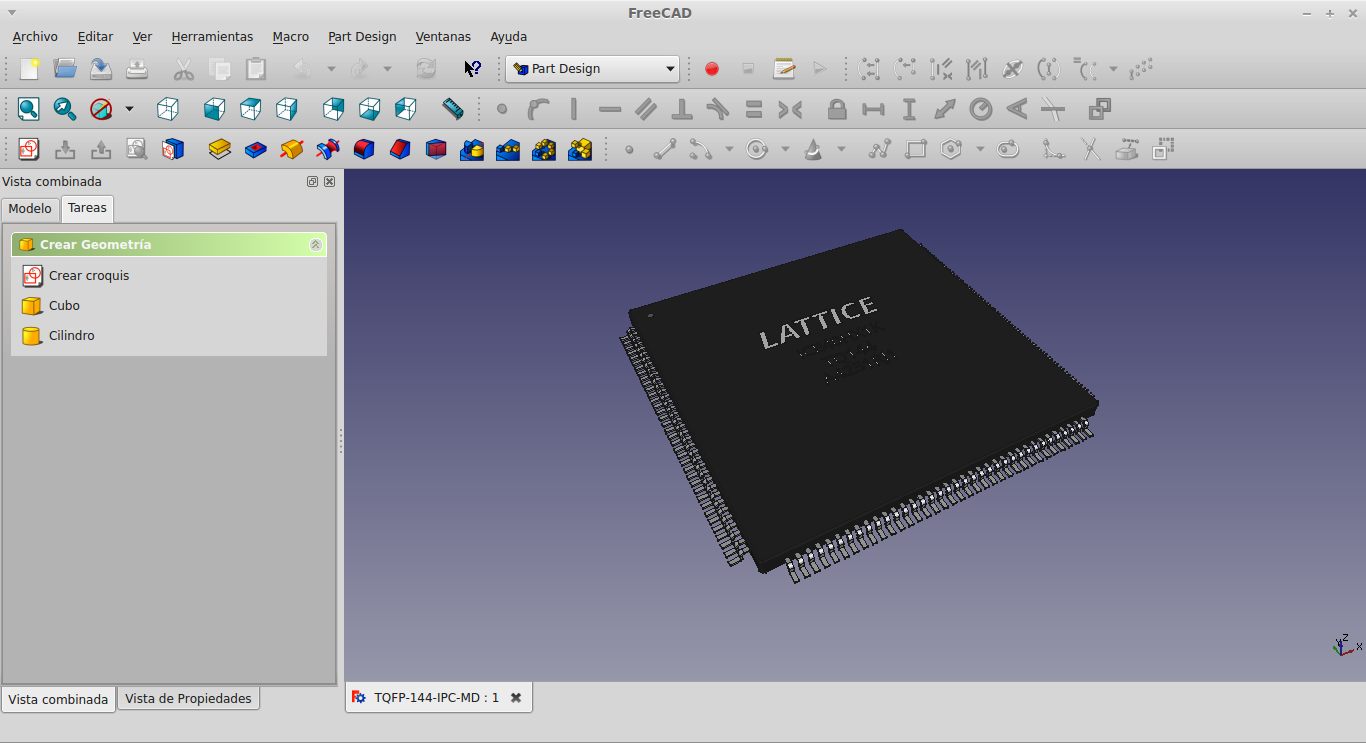 FreeCAD
Archivo Editar Ver Herramientas Macro Part Design Ventanas Ayuda
Part Design
Vista combinada
Modelo Tareas
Crear Geometría
Crear croquis
Cubo
Cilindro
LATTICE
Z
Y
X
Vista combinada Vista de Propiedades
TQFP-144-IPC-MD : 1